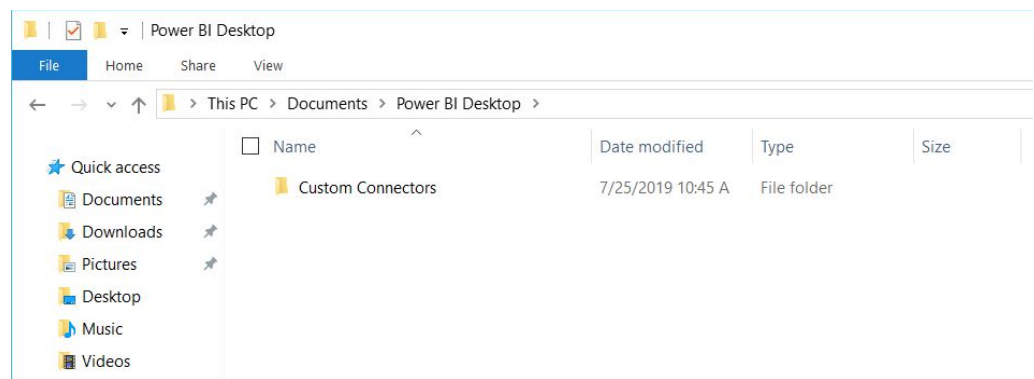 Power BI Desktop
File Home Share View
This PC > Documents > Power BI Desktop >
Name Date modified Type Size
Quick access
Custom Connectors 7/25/2019 10:45 A File folder
Documents
Downloads
Pictures
Desktop
Music
Videos